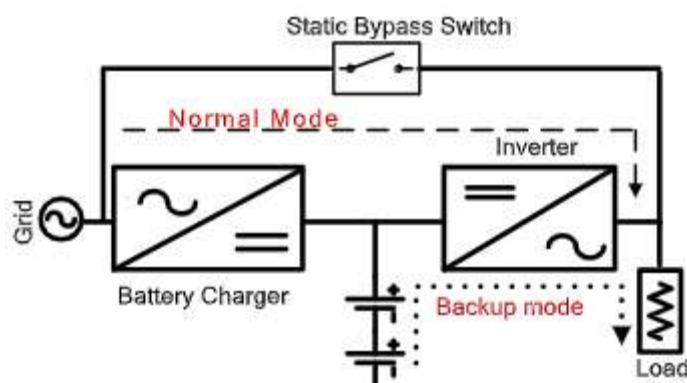 Static Bypass Switch
Normal Mode
Inverter
Grid
Battery Charger
+
Backup mode
+
Load